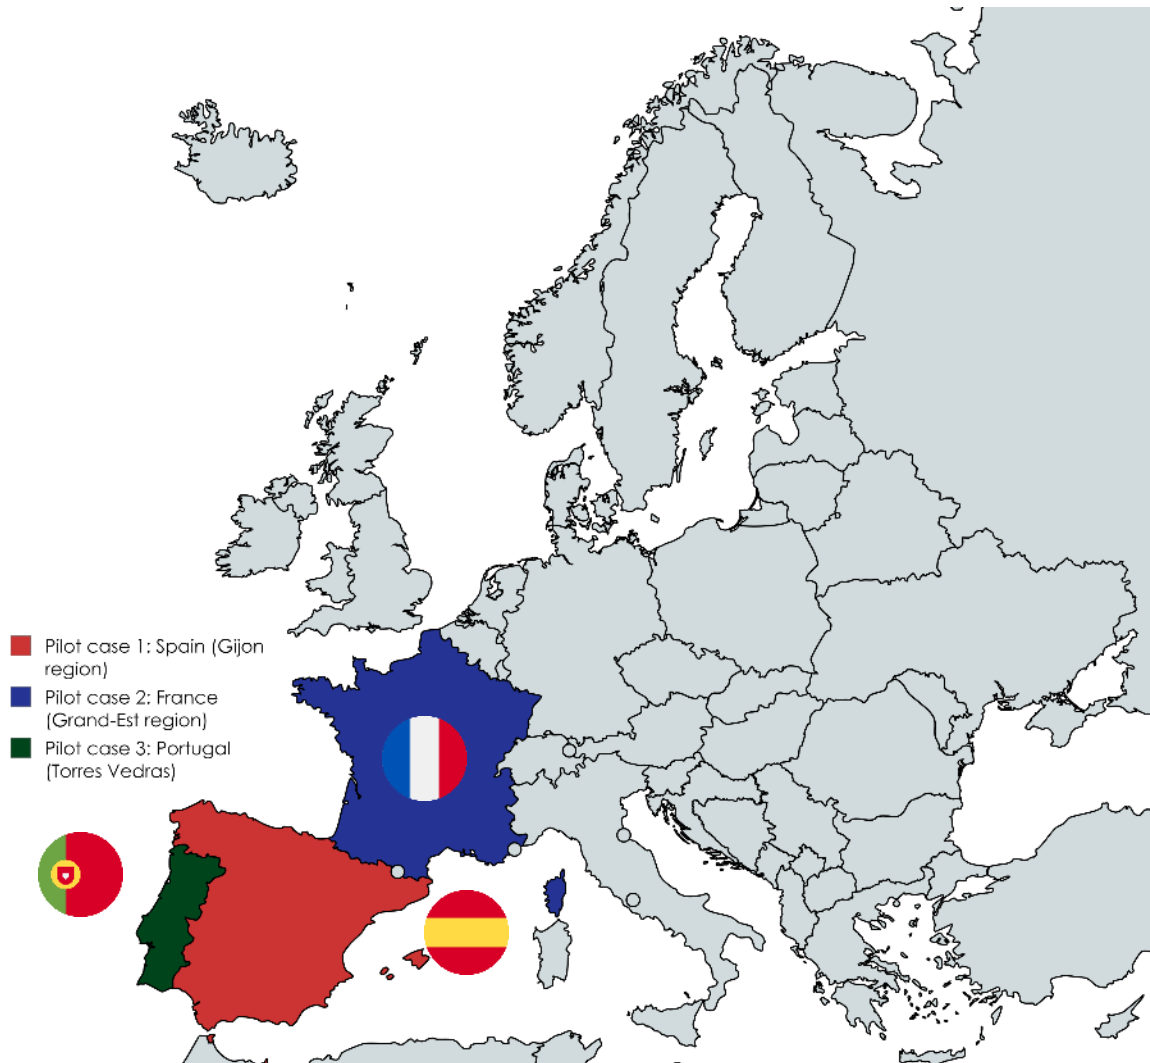 Pilot case 1: Spain (Gijon
region)
Pilot case 2: France
(Grand-Est region)
Pilot case 3: Portugal
(Torres Vedras)